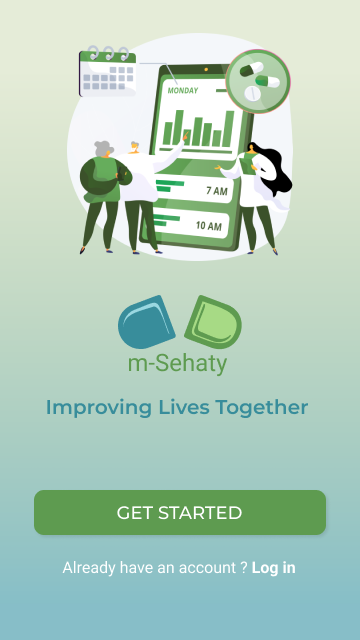 MONDAY
7 AM
10 AM
m-Sehaty
Improving Lives Together
GET STARTED
Already have an account ? Log in